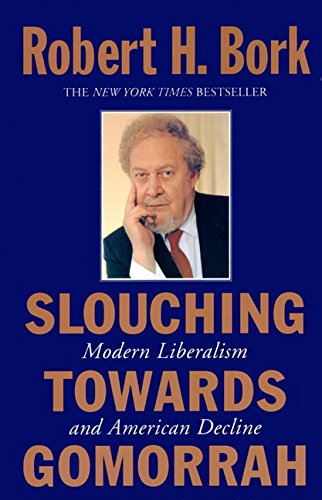 Robert H. Bork
THE NEW YORK TIMES BESTSELLER
SLOUCHING
Modern Liberalism
TOWARDS
and American Decline
GOMORRAH